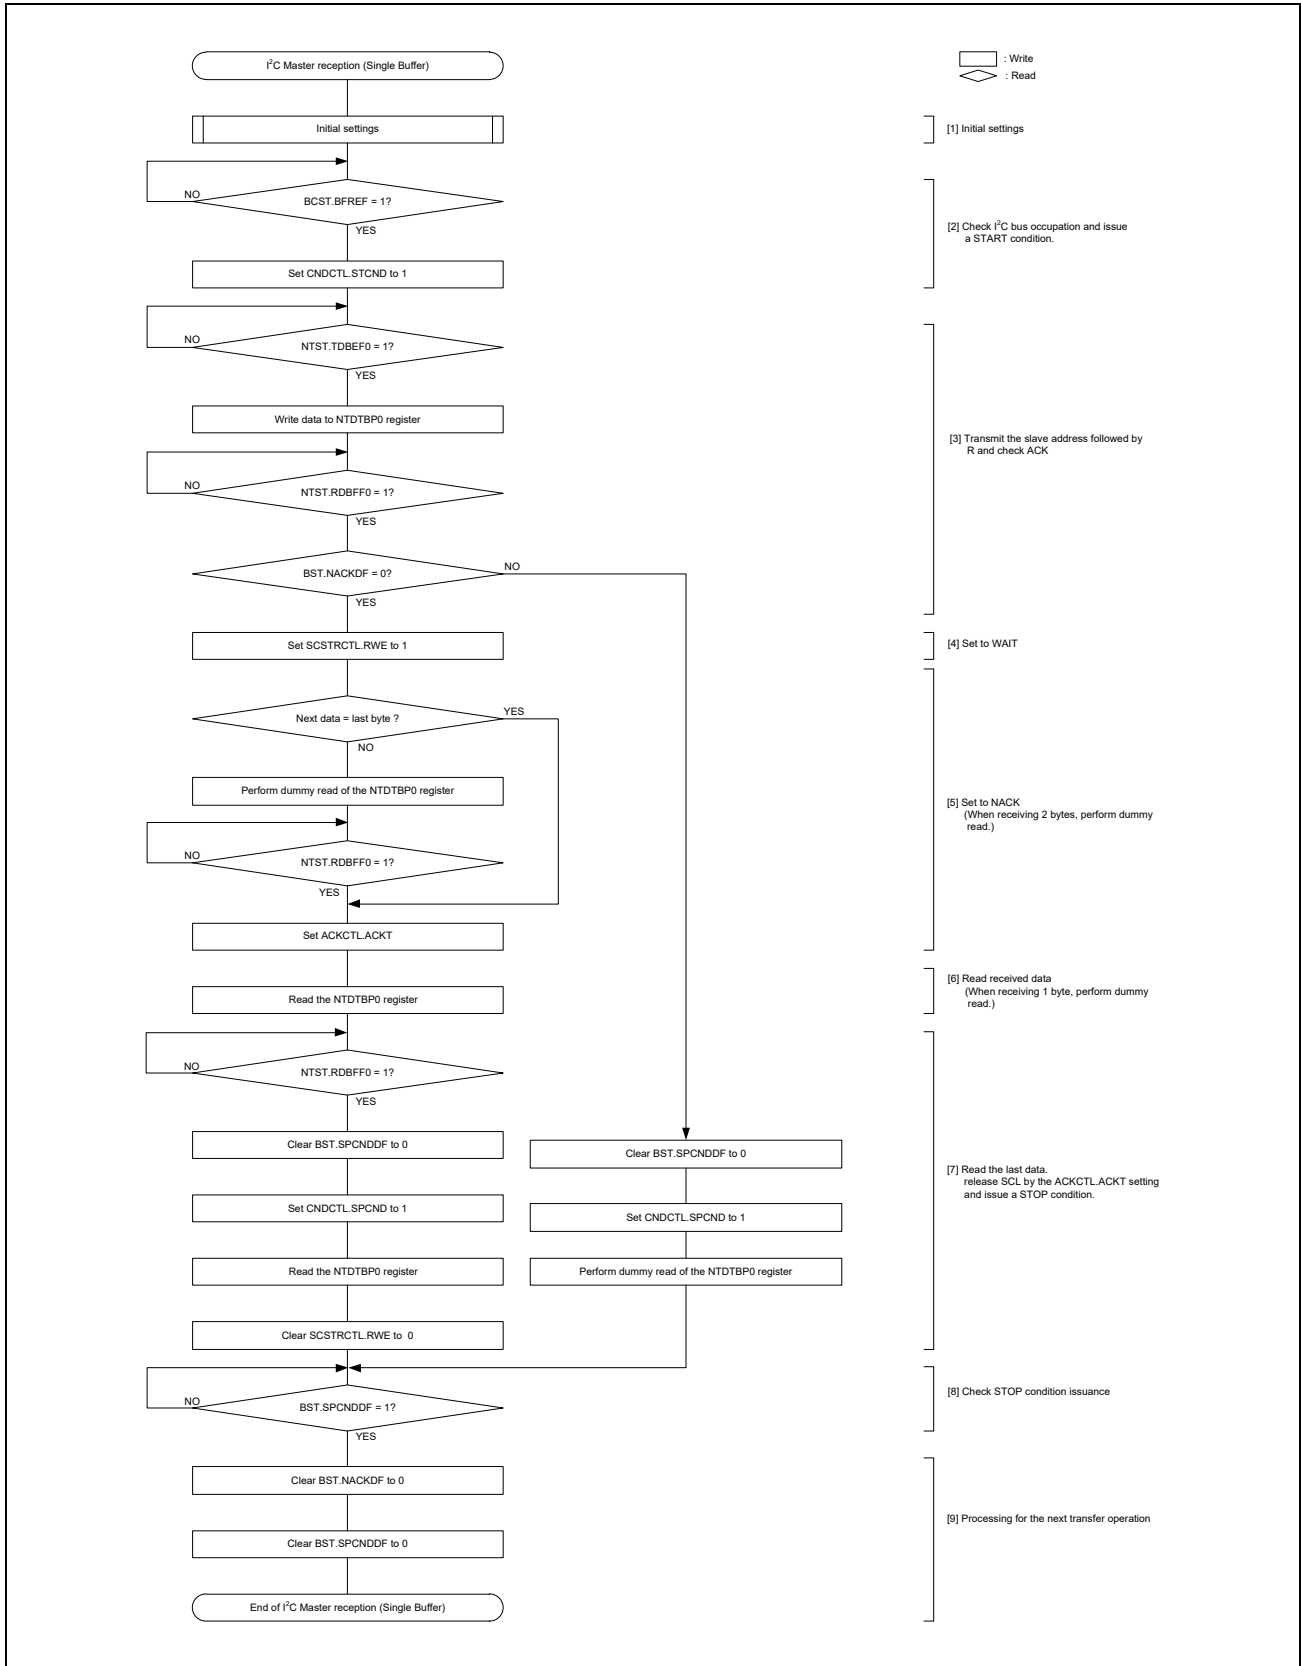 I²C Master reception (Single Buffer)
: Write
: Read
Initial settings
[1] Initial settings
NO
BCST.BFREF = 1?
YES
[2] Check I²C bus occupation and issue
a START condition.
Set CNDCTL.STCND to 1
NO
NTST.TDBEF0 = 1?
YES
Write data to NTDTBP0 register
[3] Transmit the slave address followed by
R and check ACK
NO
NTST.RDBFF0 = 1?
YES
BST.NACKDF = 0?
NO
YES
Set SCSTRCTL.RWE to 1
[4] Set to WAIT
Next data = last byte ?
YES
NO
Perform dummy read of the NTDTBP0 register
[5] Set to NACK
(When receiving 2 bytes, perform dummy
read.)
NO
NTST.RDBFF0 = 1?
YES
Set ACKCTL.ACKT
[6] Read received data
(When receiving 1 byte, perform dummy
read.)
Read the NTDTBP0 register
NO
NTST.RDBFF0 = 1?
YES
Clear BST.SPCNDDF to 0
Clear BST.SPCNDDF to 0
[7] Read the last data.
release SCL by the ACKCTL.ACKT setting
and issue a STOP condition.
Set CNDCTL.SPCND to 1
Set CNDCTL.SPCND to 1
Read the NTDTBP0 register
Perform dummy read of the NTDTBP0 register
Clear SCSTRCTL.RWE to 0
[8] Check STOP condition issuance
NO
BST.SPCNDDF = 1?
YES
Clear BST.NACKDF to 0
[9] Processing for the next transfer operation
Clear BST.SPCNDDF to 0
End of I²C Master reception (Single Buffer)